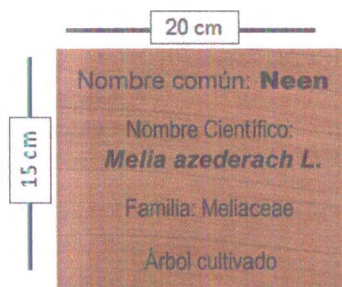 20 cm
15 cm
Nombre común: Neen
Nombre Científico:
Melia azederach L.
Familia: Meliaceae
Árbol cultivado